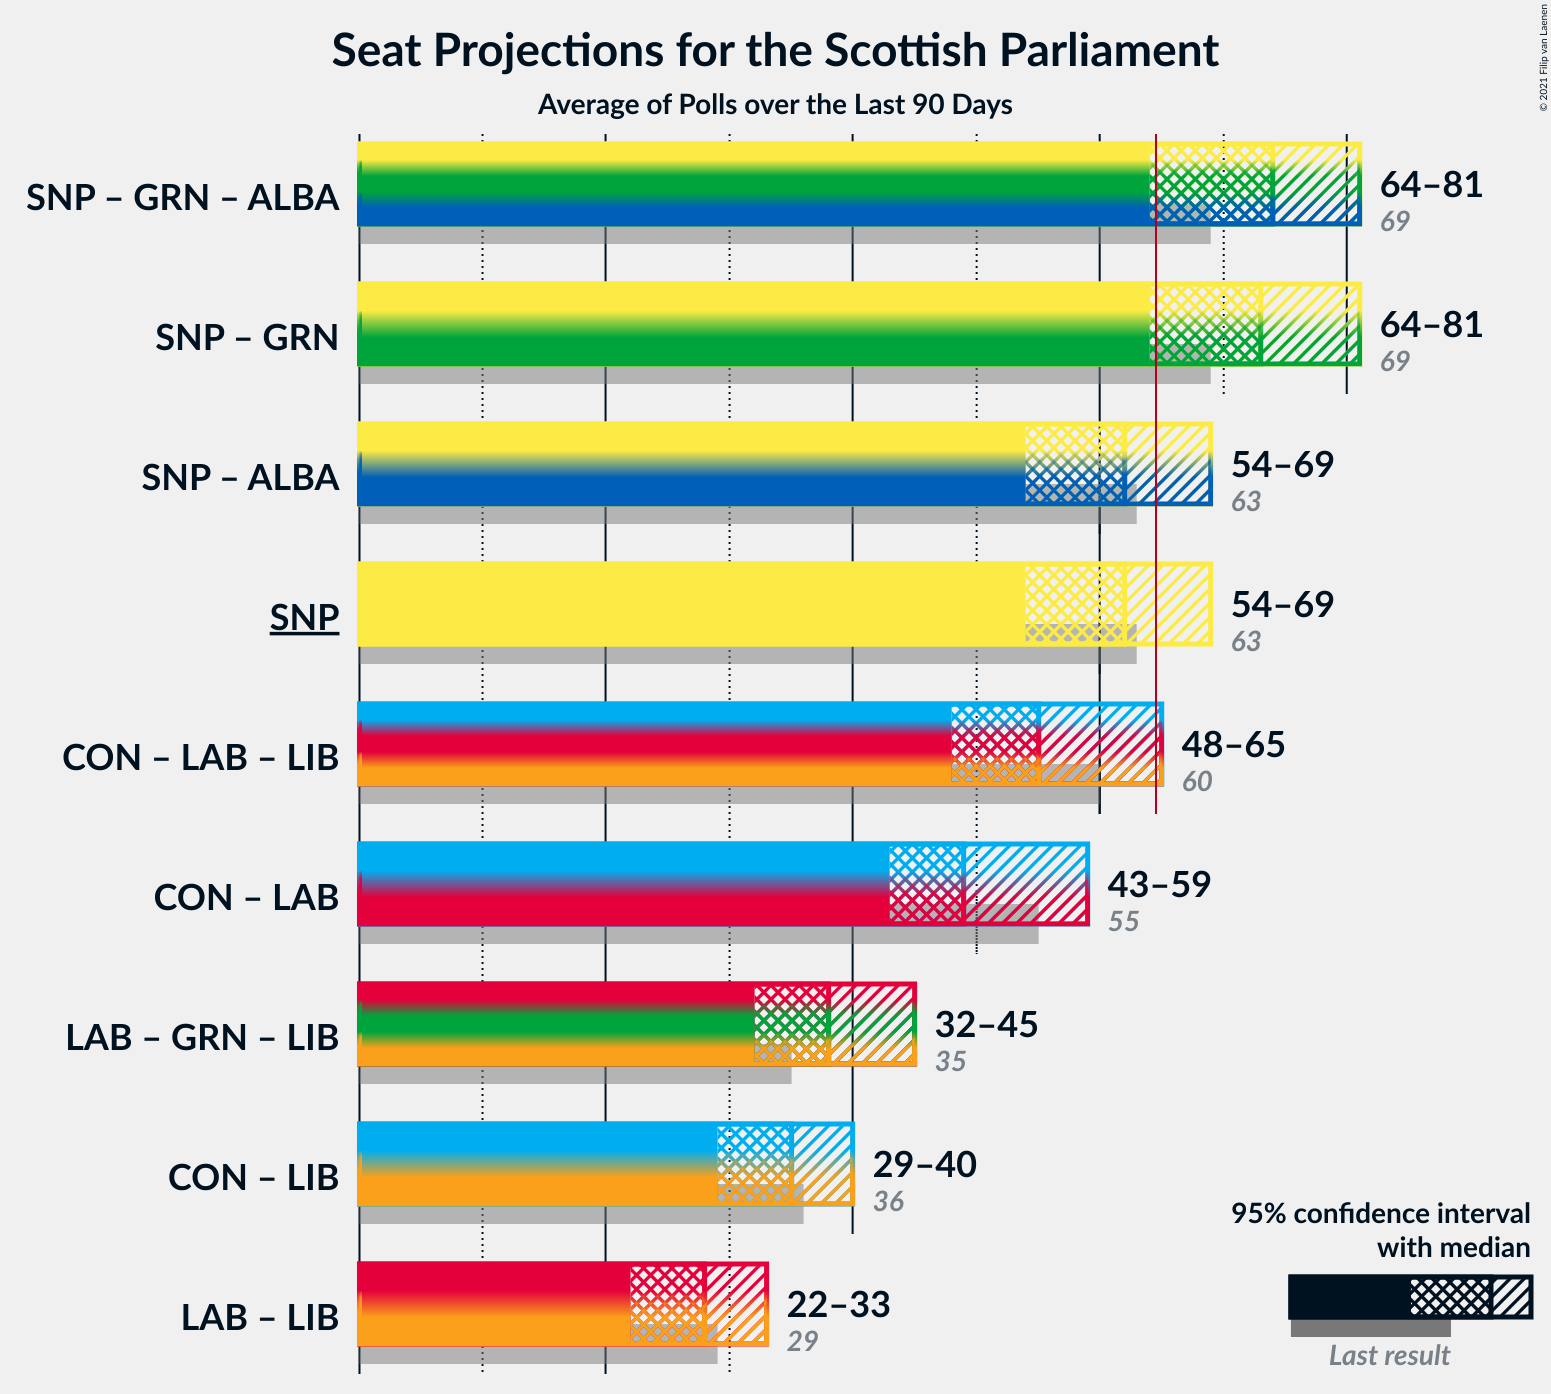 Seat Projections for the Scottish Parliament
Average of Polls over the Last 90 Days
© 2021 Filip van Laenen
SNP – GRN – ALBA
64–81
69
SNP – GRN
64–81
69
SNP – ALBA
54–69
63
SNP
54–69
63
CON – LAB – LIB
48–65
60
CON – LAB
43–59
55
LAB – GRN – LIB
32–45
35
CON – LIB
29–40
36
LAB – LIB
22–33
29
95% confidence interval
with median
Last result